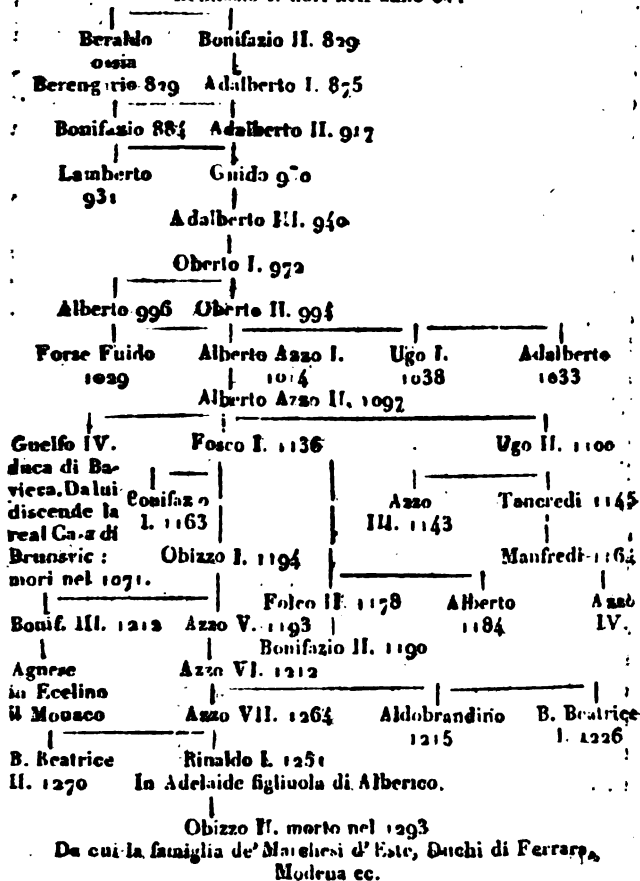 Beraldo Bonifazio II. 829
ossia
Berengario 829 Adalberto I. 875
Bonifazio 884 Adalberto II. 917
Lamberto Guido
931
Adalberto III. 940
Oberto I. 972
Alberto 996 Oberto II. 994
Forse Fuido Alberto Azzo I. Ugo I. Adalberto
1029 1014 1038 1033
Alberto Azzo II. 1092
Guelfo IV. Fosco I. 1136 Ugo II. 1100
duca di Ba-
viera. Da lui Bonifazio Azzo Tancredi 1145
discende la I. 1163 III. 1143
real Casa di
Brunsvic: Obizzo I. 1194 Manfredi 1164
mori nel 1071.
Folco II. 1178 Alberto Azzo
Bonif. III. 1212 Azzo V. 1193 1184 IV.
Bonifazio II. 1190
Agnese Azzo VI. 1212
in Ecelino
il Monaco Azzo VII. 1264 Aldobrandino B. Beatrice
1215 I. 1226
B. Beatrice Rinaldo I. 1251
II. 1270 In Adelaide figliuola di Alberico.
Obizzo II. morto nel 1293
Da cui la famiglia de' Marchesi d' Este, Duchi di Ferrara,
Modena ec.